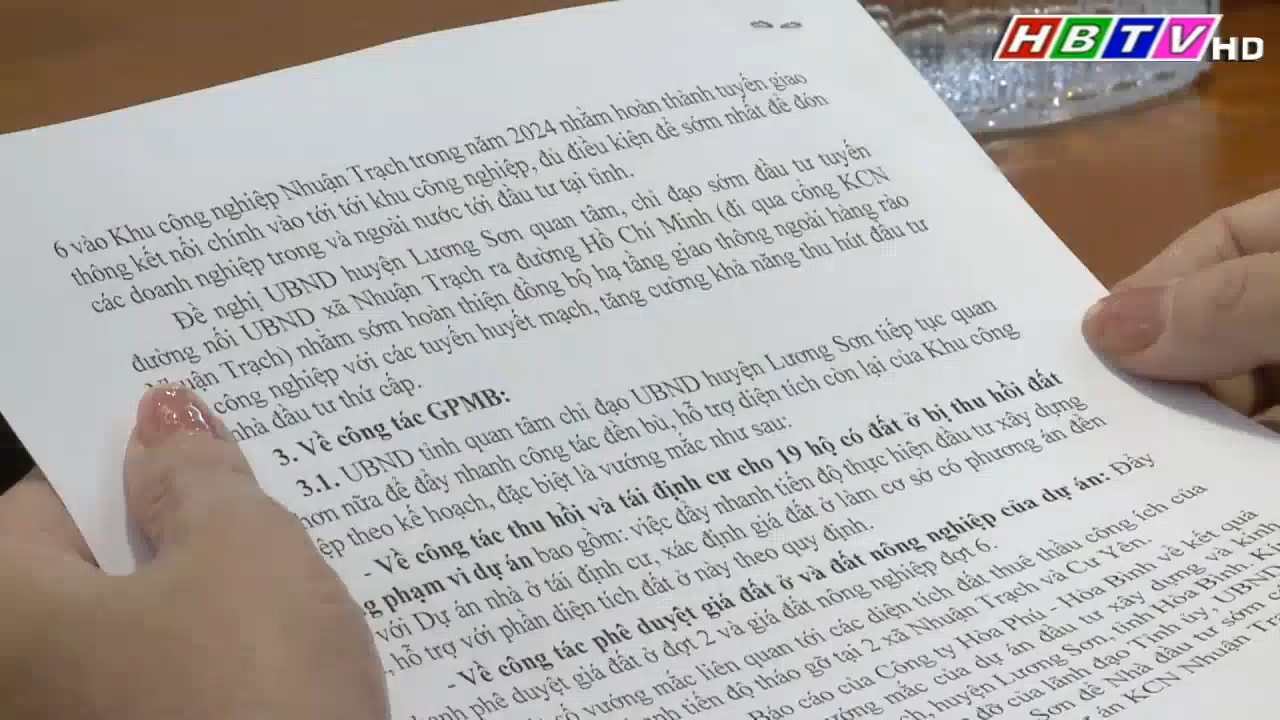 HBTV HD
6 vào Khu công nghiệp Nhuận Trạch trong năm 2024 nhằm hoàn thành tuyến giao
thông kết nối chính vào tới tới khu công nghiệp, đủ điều kiện để sớm nhất để đón
các doanh nghiệp trong và ngoài nước tới đầu tư tại tỉnh.
Đề nghị UBND huyện Lương Sơn quan tâm, chỉ đạo sớm đầu tư tuyến
đường nối UBND xã Nhuận Trạch ra đường Hồ Chí Minh (đi qua cổng KCN
Nhuận Trạch) nhằm sớm hoàn thiện đồng bộ hạ tầng giao thông ngoài hàng rào
công nghiệp với các tuyến huyết mạch, tăng cường khả năng thu hút đầu tư
nhà đầu tư thứ cấp.
3. Về công tác GPMB:
3.1. UBND tỉnh quan tâm chỉ đạo UBND huyện Lương Sơn tiếp tục quan
hơn nữa để đẩy nhanh công tác đền bù, hỗ trợ diện tích còn lại của Khu công
ệp theo kế hoạch, đặc biệt là vướng mắc như sau:
- Về công tác thu hồi và tái định cư cho 19 hộ có đất ở bị thu hồi đất
g phạm vi dự án bao gồm: việc đẩy nhanh tiến độ thực hiện đầu tư xây dựng
với Dự án nhà ở tái định cư, xác định giá đất ở làm cơ sở có phương án đền
, hỗ trợ với phần diện tích đất ở này theo quy định.
- Về công tác phê duyệt giá đất ở và đất nông nghiệp của dự án: Đẩy
hanh phê duyệt giá đất ở đợt 2 và giá đất nông nghiệp đợt 6.
số vướng mắc liên quan tới các diện tích đất thuê thầu công ích của
anh tiến độ tháo gỡ tại 2 xã Nhuận Trạch và Cư Yên.
Báo cáo của Công ty Hòa Phú - Hòa Bình về kết quả
ớng mắc của dự án đầu tư xây dựng và Kinh
ch, huyện Lương Sơn, tỉnh Hòa Bình. K
đỡ của lãnh đạo Tỉnh ủy, UBND
Sơn để Nhà đầu tư sớm
án KCN Nhuận Tr